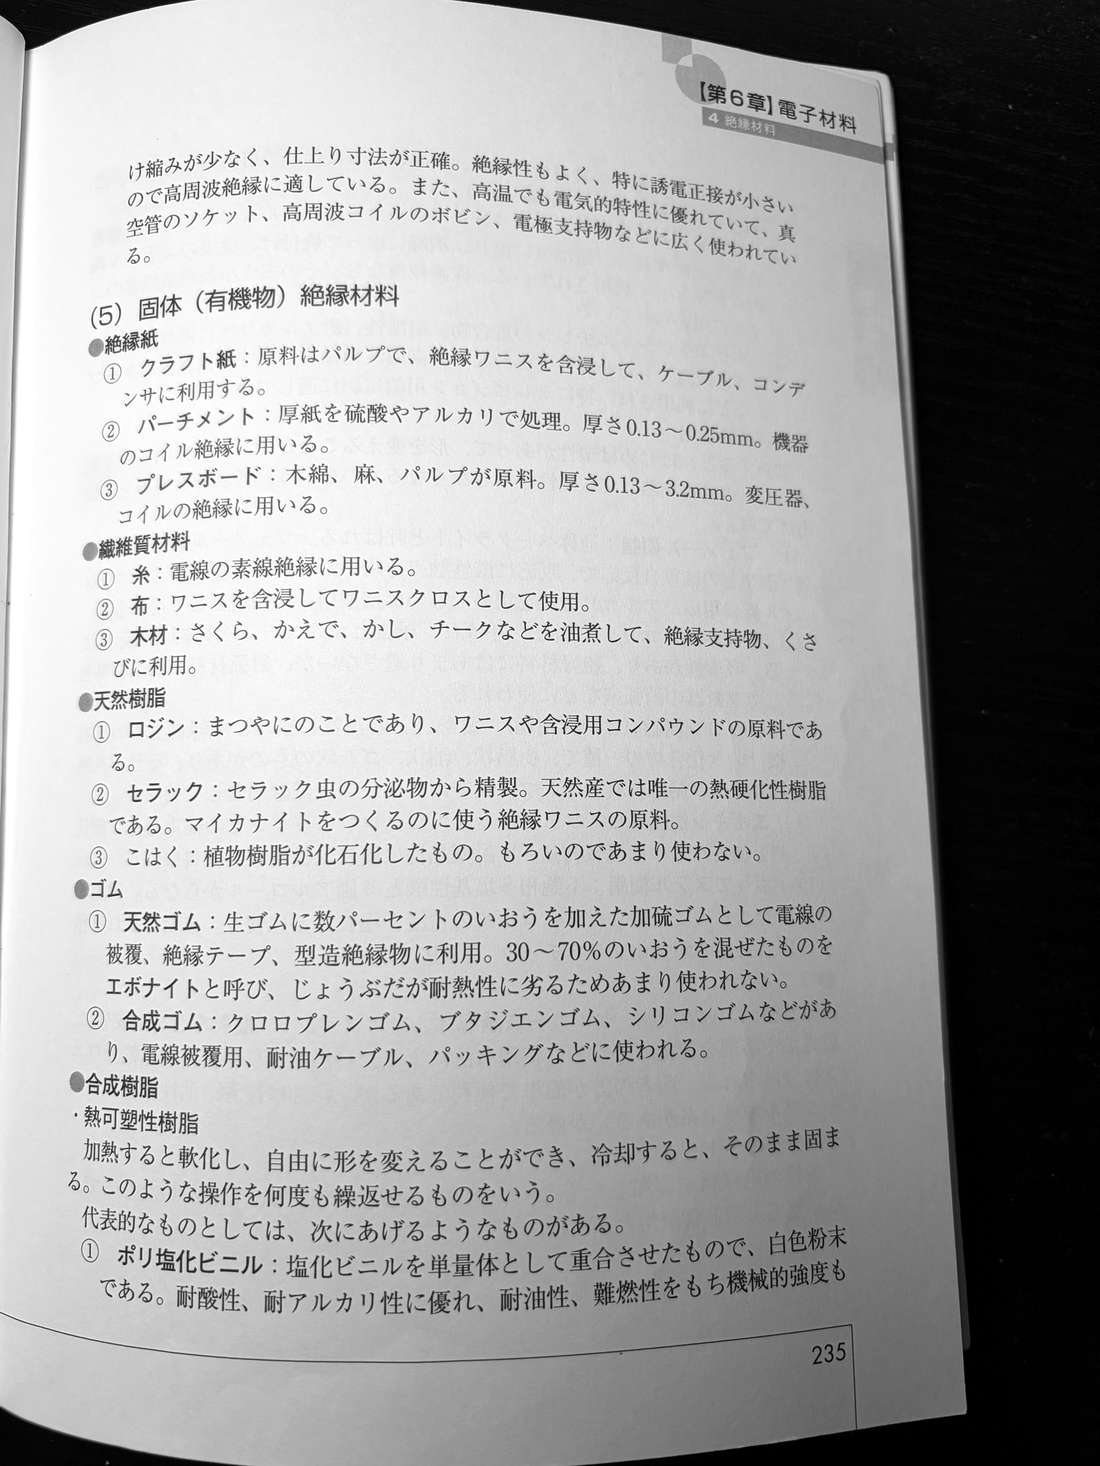 【第6章】電子材料
4 絶縁材料
け縮みが少なく、仕上り寸法が正確。絶縁性もよく、特に誘電正接が小さい
ので高周波絶縁に適している。また、高温でも電気的特性に優れていて、真
空管のソケット、高周波コイルのボビン、電極支持物などに広く使われてい
る。
(5) 固体（有機物）絶縁材料
●絶縁紙
① クラフト紙：原料はパルプで、絶縁ワニスを含浸して、ケーブル、コンデ
ンサに利用する。
② パーチメント：厚紙を硫酸やアルカリで処理。厚さ0.13～0.25mm。機器
のコイル絶縁に用いる。
③ プレスボード：木綿、麻、パルプが原料。厚さ0.13～3.2mm。変圧器、
コイルの絶縁に用いる。
●繊維質材料
① 糸：電線の素線絶縁に用いる。
② 布：ワニスを含浸してワニスクロスとして使用。
③ 木材：さくら、かえで、かし、チークなどを油煮して、絶縁支持物、くさ
びに利用。
●天然樹脂
① ロジン：まつやにのことであり、ワニスや含浸用コンパウンドの原料であ
る。
② セラック：セラック虫の分泌物から精製。天然産では唯一の熱硬化性樹脂
である。マイカナイトをつくるのに使う絶縁ワニスの原料。
③ こはく：植物樹脂が化石化したもの。もろいのであまり使わない。
●ゴム
① 天然ゴム：生ゴムに数パーセントのいおうを加えた加硫ゴムとして電線の
被覆、絶縁テープ、型造絶縁物に利用。30～70%のいおうを混ぜたものを
エボナイトと呼び、じょうぶだが耐熱性に劣るためあまり使われない。
② 合成ゴム：クロロプレンゴム、ブタジエンゴム、シリコンゴムなどがあ
り、電線被覆用、耐油ケーブル、パッキングなどに使われる。
●合成樹脂
・熱可塑性樹脂
加熱すると軟化し、自由に形を変えることができ、冷却すると、そのまま固ま
る。このような操作を何度も繰返せるものをいう。
代表的なものとしては、次にあげるようなものがある。
① ポリ塩化ビニル：塩化ビニルを単量体として重合させたもので、白色粉末
である。耐酸性、耐アルカリ性に優れ、耐油性、難燃性をもち機械的強度も
235